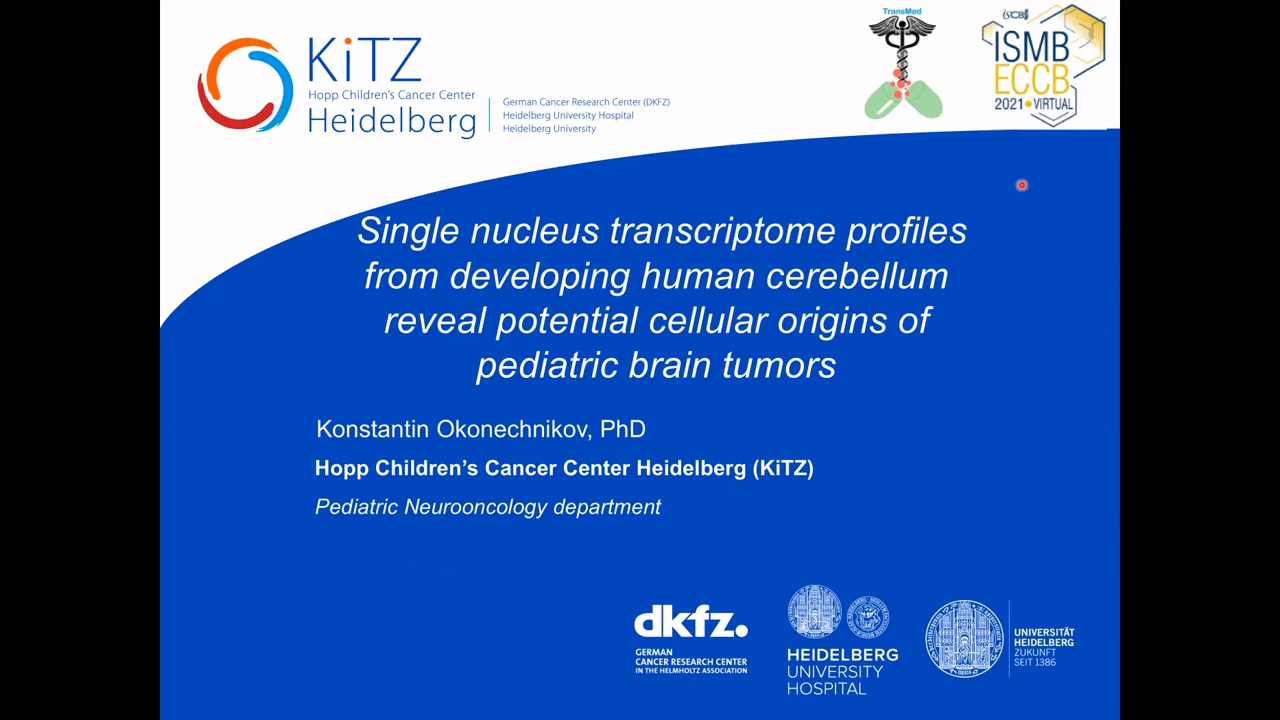 TransMed
ISCB
ISMB
ECCB
2021 • VIRTUAL
KiTZ
Hopp Children's Cancer Center
Heidelberg
German Cancer Research Center (DKFZ)
Heidelberg University Hospital
Heidelberg University
Single nucleus transcriptome profiles
from developing human cerebellum
reveal potential cellular origins of
pediatric brain tumors
Konstantin Okonechnikov, PhD
Hopp Children's Cancer Center Heidelberg (KiTZ)
Pediatric Neurooncology department
dkfz.
GERMAN
CANCER RESEARCH CENTER
IN THE HELMHOLTZ ASSOCIATION
HEIDELBERG
UNIVERSITY
HOSPITAL
UNIVERSITÄT
HEIDELBERG
ZUKUNFT
SEIT 1386